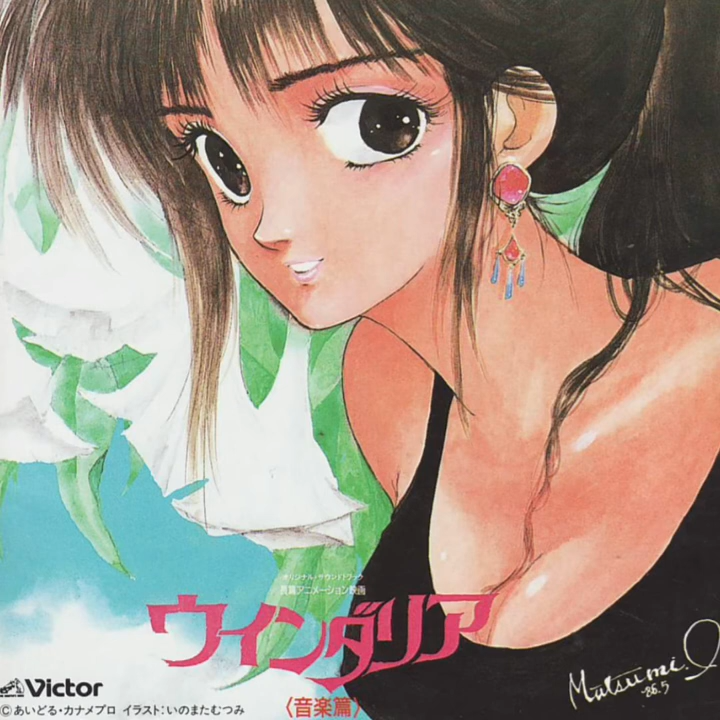 オリジナル・サウンドトラック
長篇アニメーション映画
ウインダリア
〈音楽篇〉
Victor
©あいどる・カナメプロ イラスト:いのまたむつみ
Mutsumi. I
'86.5